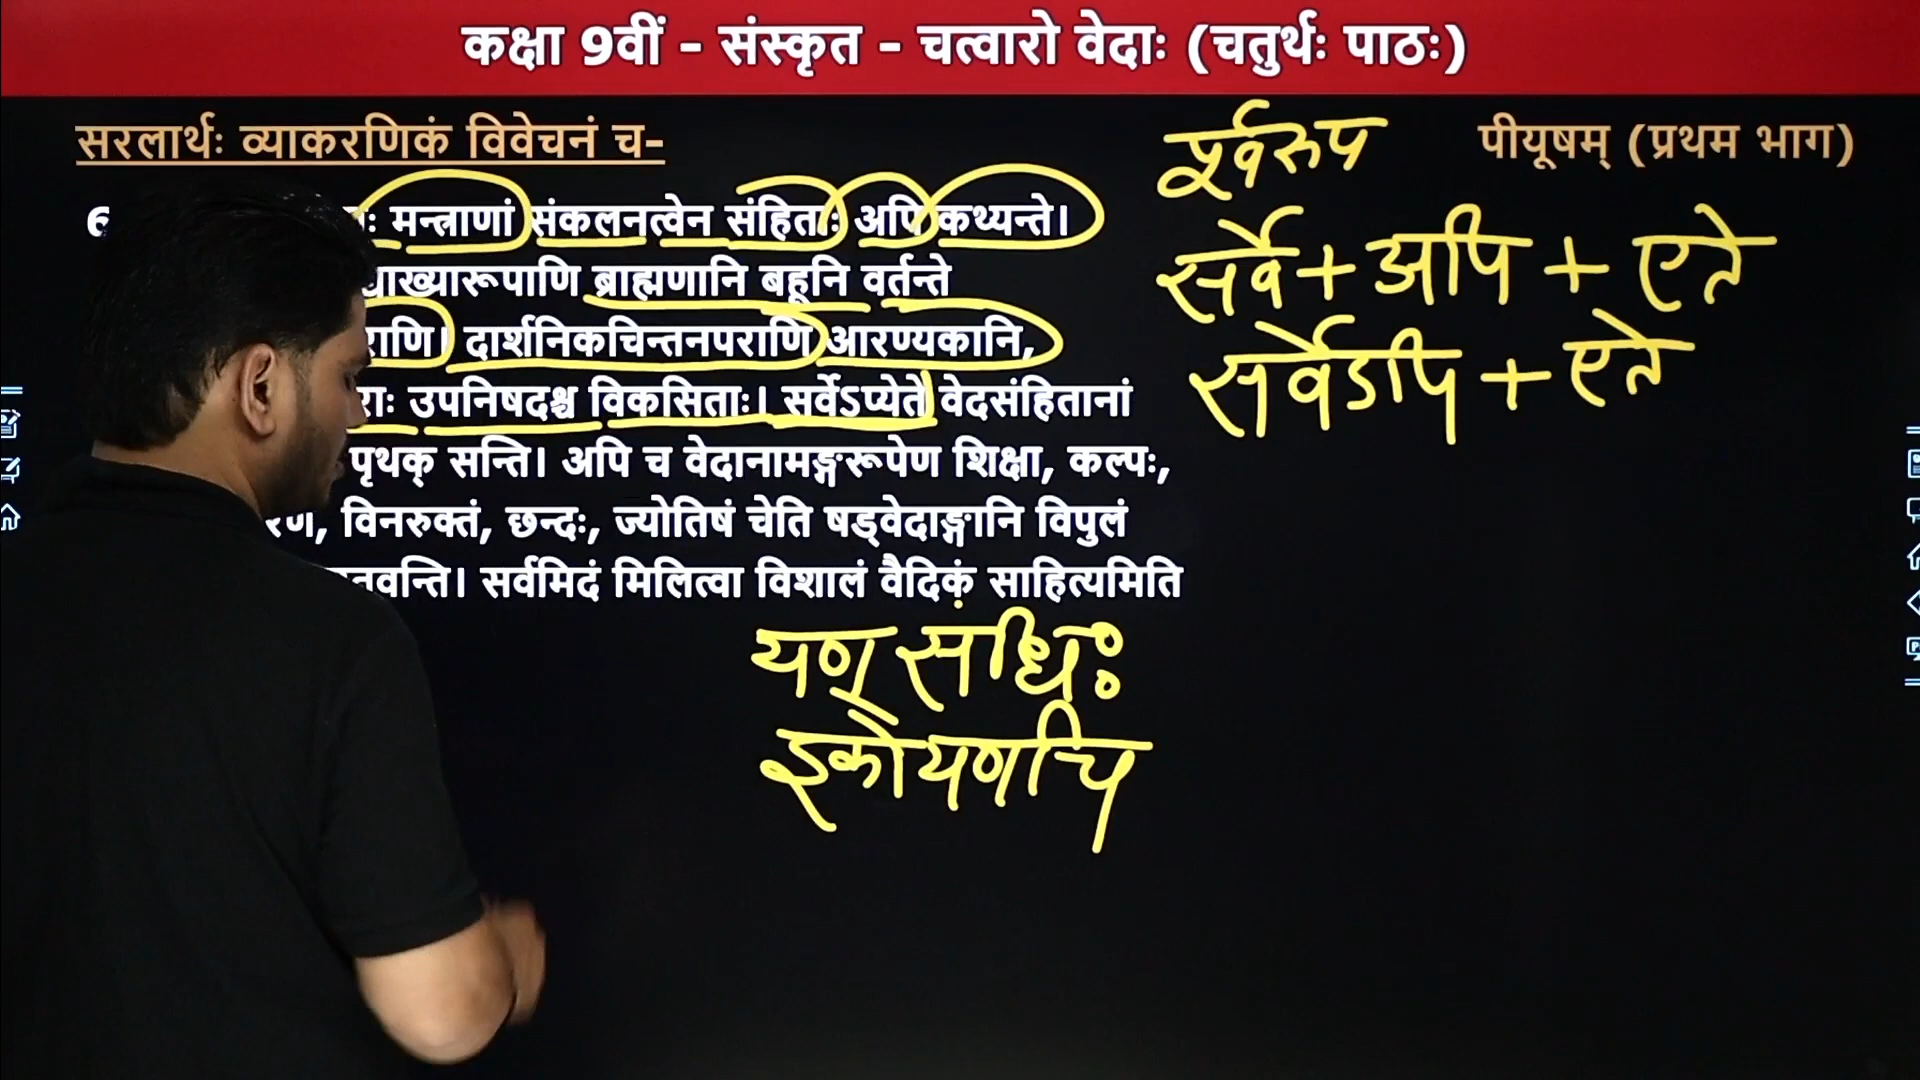 कक्षा 9वीं - संस्कृत - चत्वारो वेदाः (चतुर्थः पाठः)
सरलार्थः व्याकरणिकं विवेचनं च-
पीयूषम् (प्रथम भाग)
पूर्वरुप
मन्त्राणां संकलनत्वेन संहिताः अपि कथ्यन्ते।
सर्वे + अपि + एते
ब्राह्मणानि बहूनि वर्तन्ते
दार्शनिकचिन्तनपराणि आरण्यकानि,
सर्वेऽपि + एते
उपनिषदश्च विकसिताः। सर्वेऽप्येते वेदसंहितानां
पृथक् सन्ति। अपि च वेदानामङ्गरूपेण शिक्षा, कल्पः,
विनरुक्तं, छन्दः, ज्योतिषं चेति षड्वेदाङ्गानि विपुलं
सर्वमिदं मिलित्वा विशालं वैदिकं साहित्यमिति
यण् संधिः
इकोयणचि